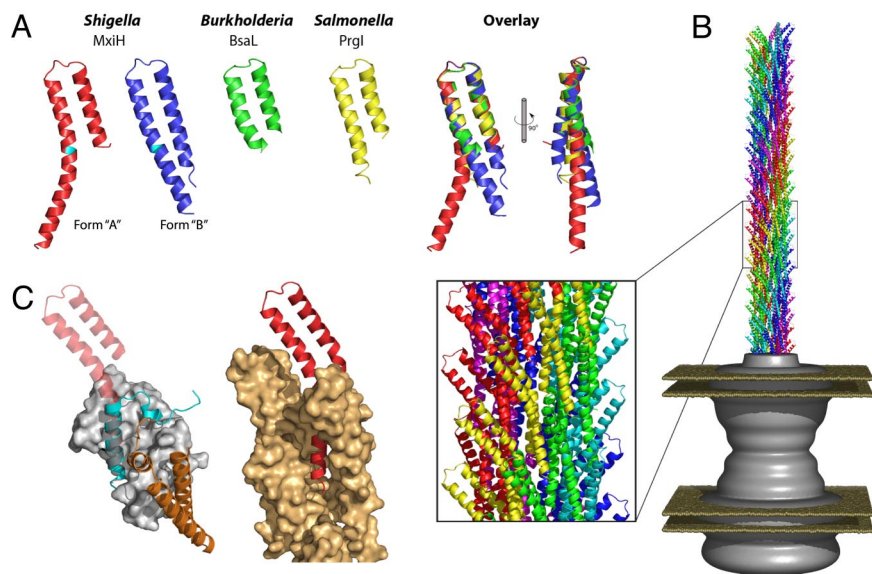 A
Shigella
MxiH
Burkholderia
BsaL
Salmonella
PrgI
Overlay
B
90°
Form "A"
Form "B"
C